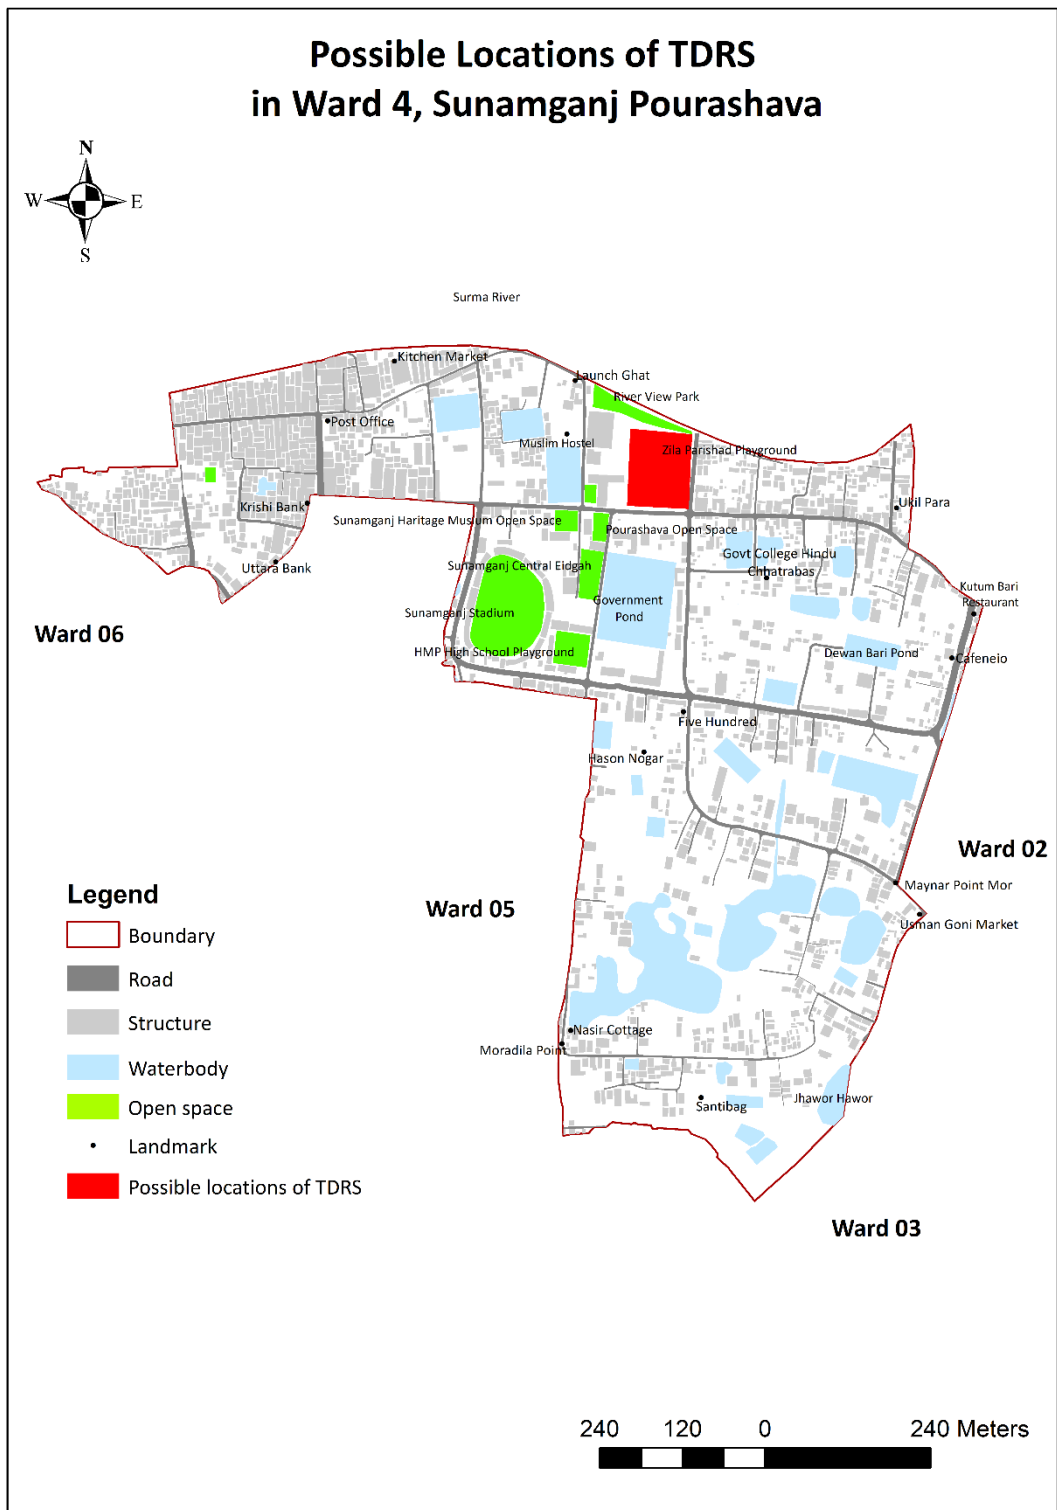 Possible Locations of TDRS
in Ward 4, Sunamganj Pourashava
N
W
E
S
Surma River
Kitchen Market
Launch Ghat
River View Park
Post Office
Muslim Hostel
Zila Parishad Playground
Krishi Bank
Ukil Para
Sunamganj Haritage Musium Open Space
Pourashava Open Space
Uttara Bank
Sunamganj Central Eidgah
Govt College Hindu
Chhatrabas
Kutum Bari
Restaurant
Sunamganj Stadium
Government
Pond
Ward 06
HMP High School Playground
Dewan Bari Pond
Cafeneio
Five Hundred
Hason Nogar
Ward 02
Maynar Point Mor
Ward 05
Usman Goni Market
Legend
Boundary
Road
Structure
Waterbody
Open space
Landmark
Possible locations of TDRS
Nasir Cottage
Moradila Point
Santibag
Jhawor Hawor
Ward 03
240
120
0
240 Meters